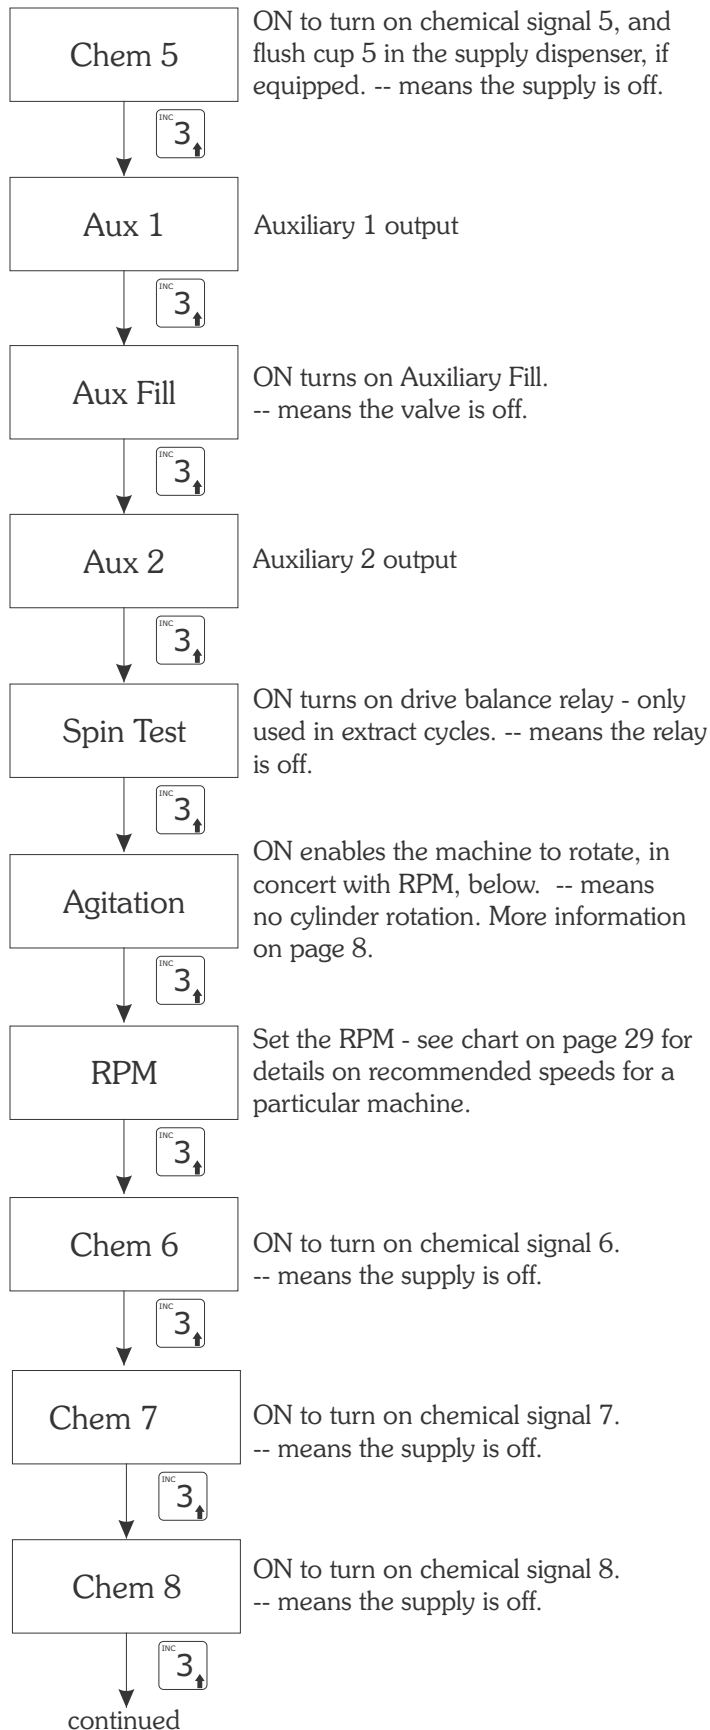 Chem 5
ON to turn on chemical signal 5, and
flush cup 5 in the supply dispenser, if
equipped. -- means the supply is off.
INC
3
Aux 1
Auxiliary 1 output
INC
3
Aux Fill
ON turns on Auxiliary Fill.
-- means the valve is off.
INC
3
Aux 2
Auxiliary 2 output
INC
3
Spin Test
ON turns on drive balance relay - only
used in extract cycles. -- means the relay
is off.
INC
3
Agitation
ON enables the machine to rotate, in
concert with RPM, below.  -- means
no cylinder rotation. More information
on page 8.
INC
3
RPM
Set the RPM - see chart on page 29 for
details on recommended speeds for a
particular machine.
INC
3
Chem 6
ON to turn on chemical signal 6.
-- means the supply is off.
INC
3
Chem 7
ON to turn on chemical signal 7.
-- means the supply is off.
INC
3
Chem 8
ON to turn on chemical signal 8.
-- means the supply is off.
INC
3
continued